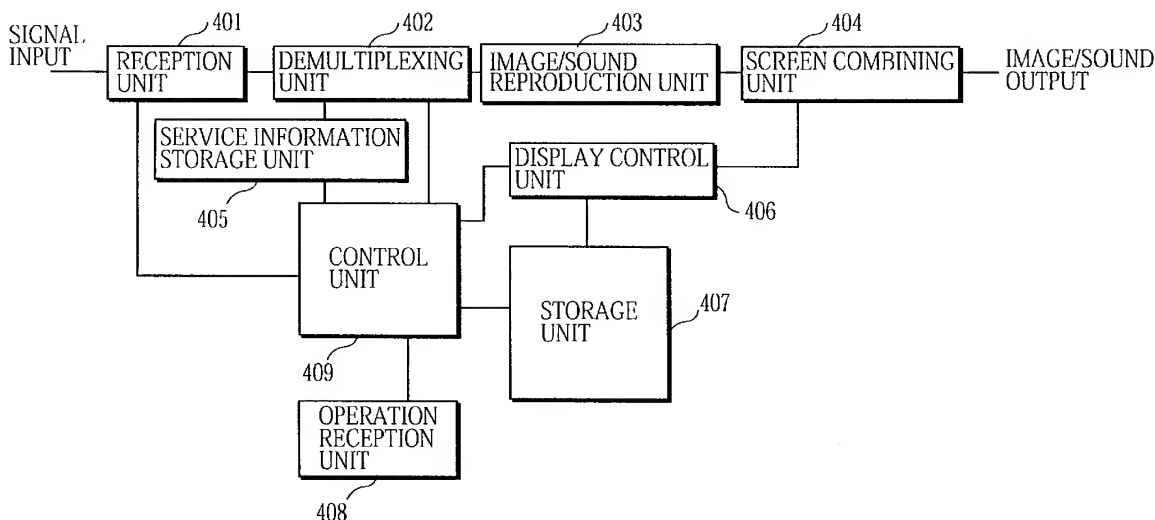 401
402
403
404
SIGNAL
INPUT
RECEPTION
UNIT
DEMULTIPLEXING
UNIT
IMAGE/SOUND
REPRODUCTION UNIT
SCREEN COMBINING
UNIT
IMAGE/SOUND
OUTPUT
SERVICE INFORMATION
STORAGE UNIT
405
DISPLAY CONTROL
UNIT
406
CONTROL
UNIT
409
STORAGE
UNIT
407
OPERATION
RECEPTION
UNIT
408